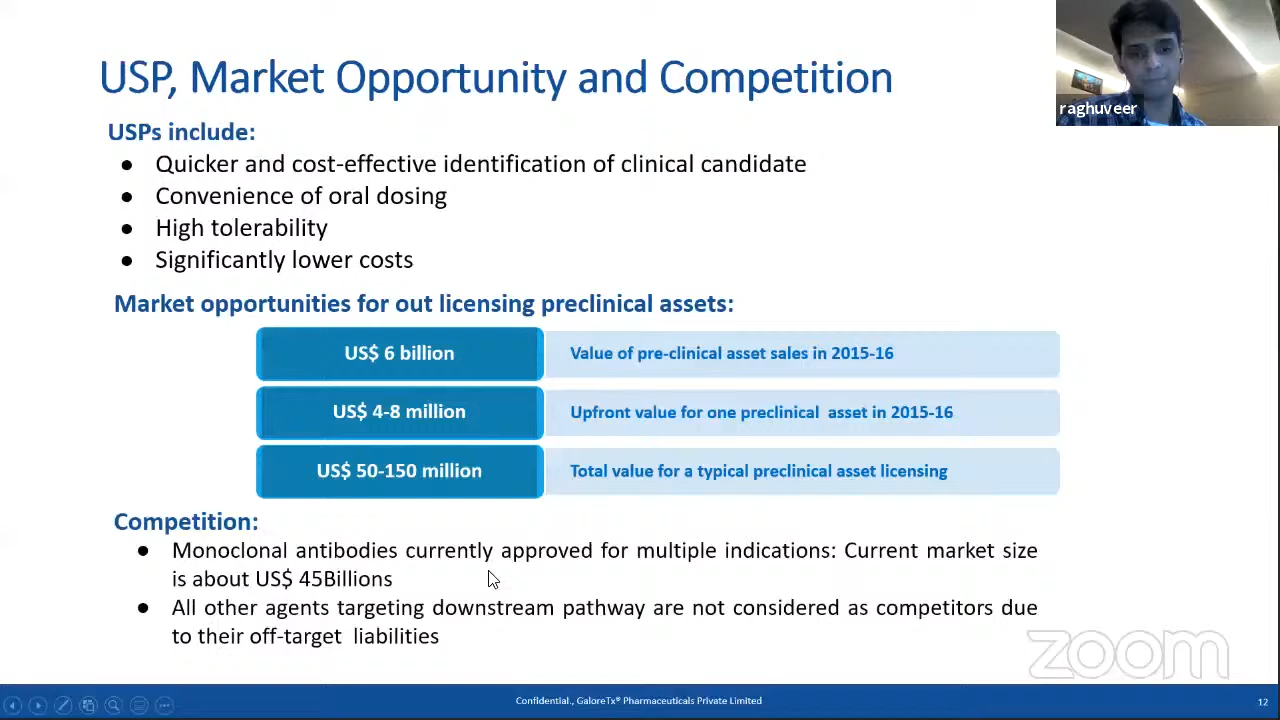 USP, Market Opportunity and Competition
raghuveer
USPs include:
● Quicker and cost-effective identification of clinical candidate
● Convenience of oral dosing
● High tolerability
● Significantly lower costs
Market opportunities for out licensing preclinical assets:
US$ 6 billion Value of pre-clinical asset sales in 2015-16
US$ 4-8 million Upfront value for one preclinical asset in 2015-16
US$ 50-150 million Total value for a typical preclinical asset licensing
Competition:
● Monoclonal antibodies currently approved for multiple indications: Current market size
is about US$ 45Billions
● All other agents targeting downstream pathway are not considered as competitors due
to their off-target liabilities
zoom
Confidential., GaloreTx® Pharmaceuticals Private Limited
12